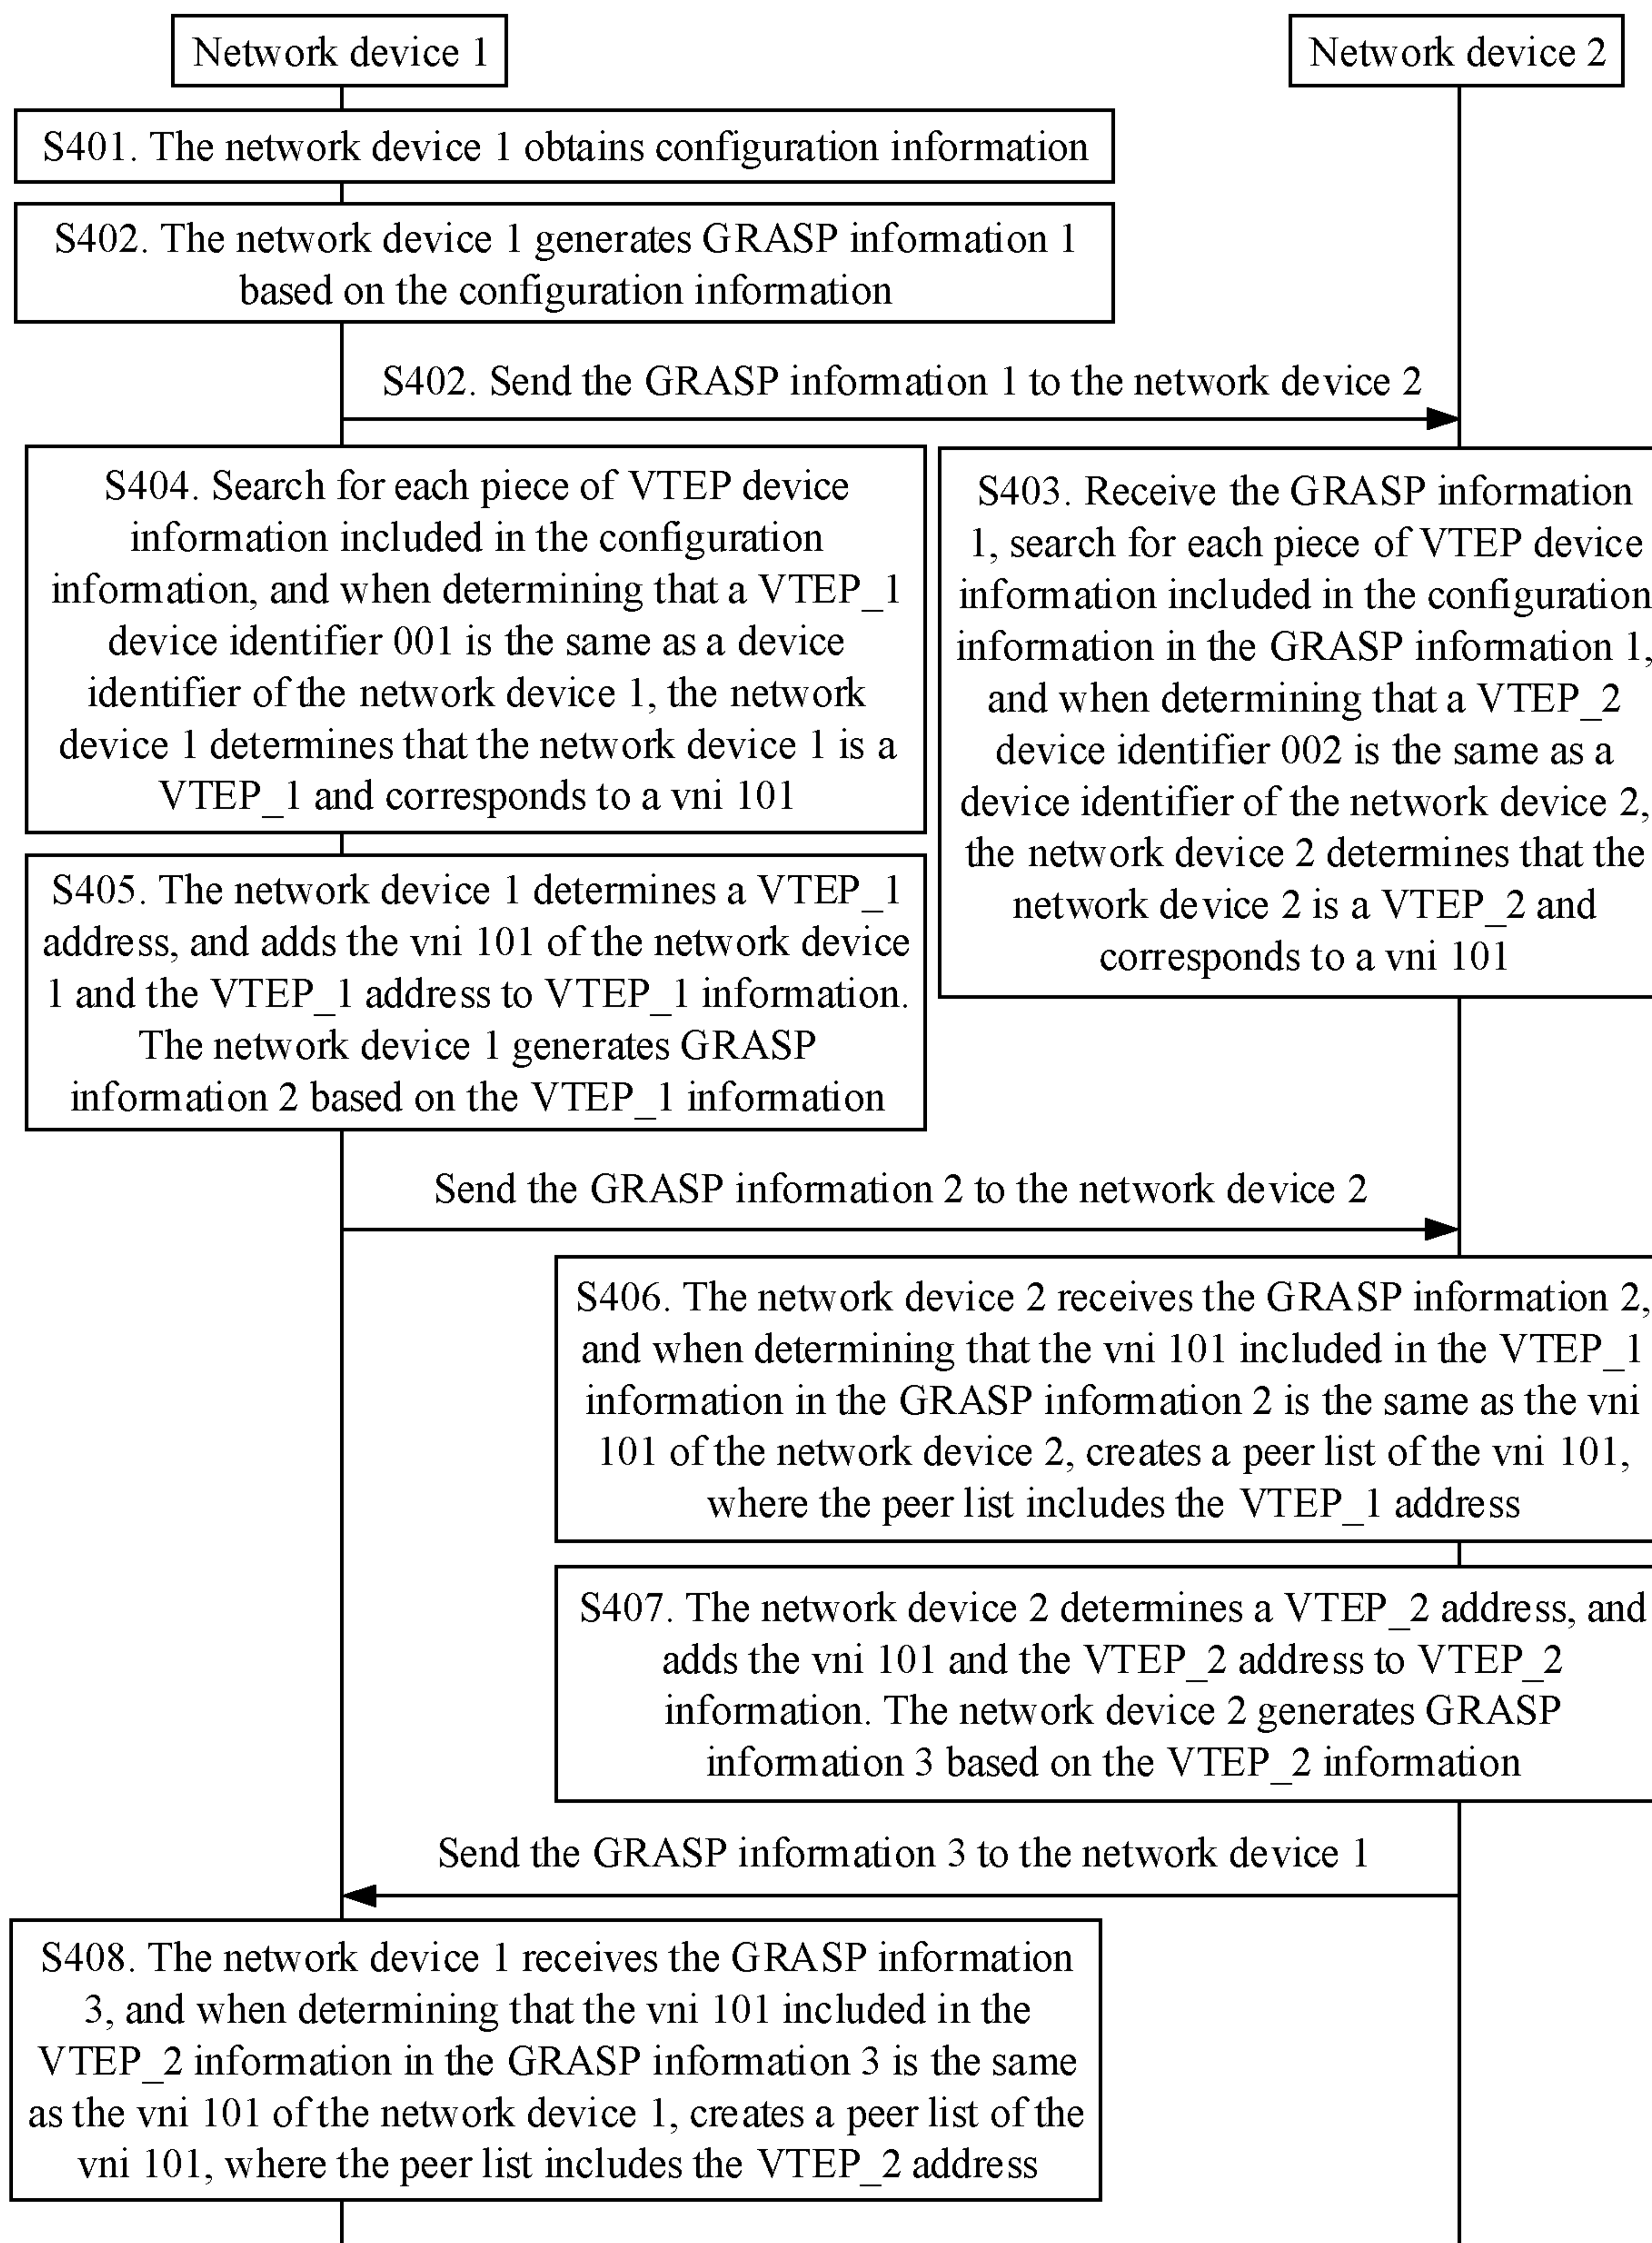 Network device 1
Network device 2
S401. The network device 1 obtains configuration information
S402. The network device 1 generates GRASP information 1
based on the configuration information
S402. Send the GRASP information 1 to the network device 2
S404. Search for each piece of VTEP device
information included in the configuration
information, and when determining that a VTEP_1
device identifier 001 is the same as a device
identifier of the network device 1, the network
device 1 determines that the network device 1 is a
VTEP_1 and corresponds to a vni 101
S403. Receive the GRASP information
1, search for each piece of VTEP device
information included in the configuration
information in the GRASP information 1,
and when determining that a VTEP_2
device identifier 002 is the same as a
device identifier of the network device 2,
the network device 2 determines that the
network device 2 is a VTEP_2 and
corresponds to a vni 101
S405. The network device 1 determines a VTEP_1
address, and adds the vni 101 of the network device
1 and the VTEP_1 address to VTEP_1 information.
The network device 1 generates GRASP
information 2 based on the VTEP_1 information
Send the GRASP information 2 to the network device 2
S406. The network device 2 receives the GRASP information 2,
and when determining that the vni 101 included in the VTEP_1
information in the GRASP information 2 is the same as the vni
101 of the network device 2, creates a peer list of the vni 101,
where the peer list includes the VTEP_1 address
S407. The network device 2 determines a VTEP_2 address, and
adds the vni 101 and the VTEP_2 address to VTEP_2
information. The network device 2 generates GRASP
information 3 based on the VTEP_2 information
Send the GRASP information 3 to the network device 1
S408. The network device 1 receives the GRASP information
3, and when determining that the vni 101 included in the
VTEP_2 information in the GRASP information 3 is the same
as the vni 101 of the network device 1, creates a peer list of the
vni 101, where the peer list includes the VTEP_2 address